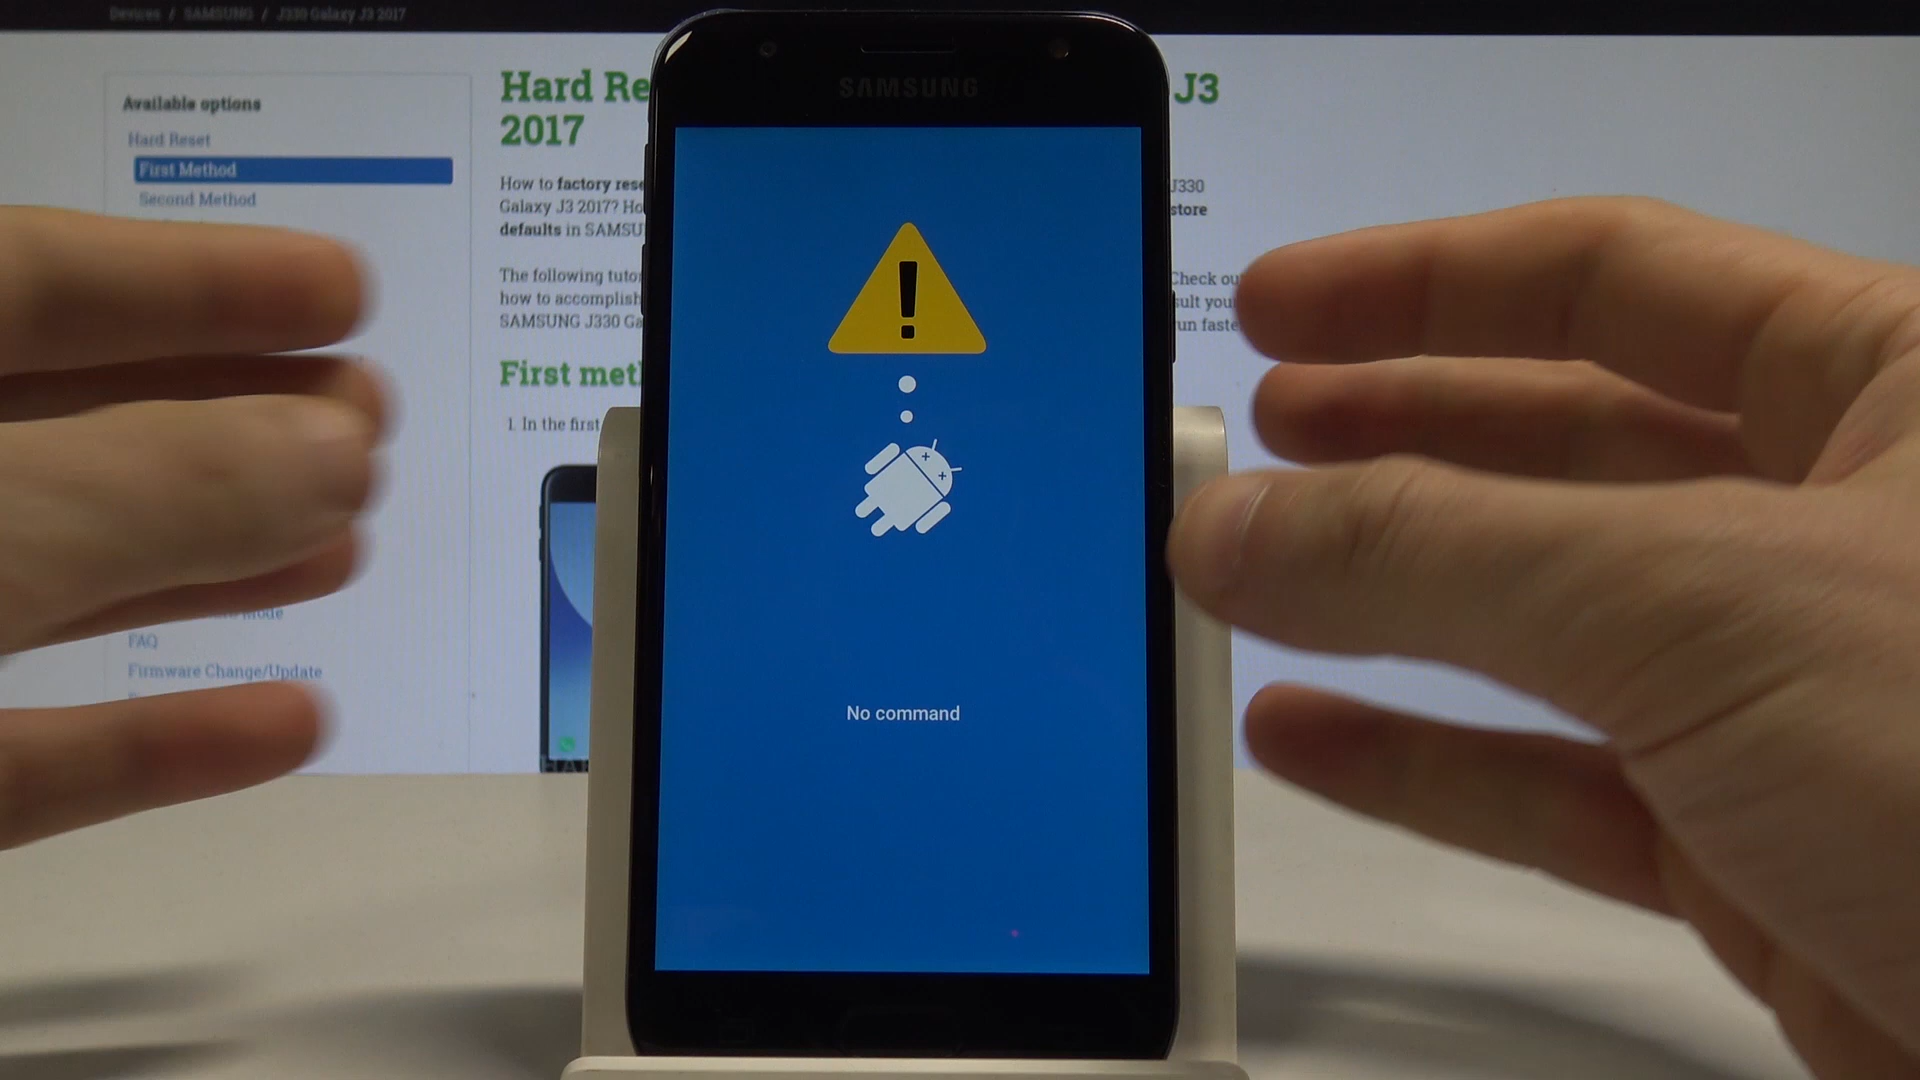 Devices / SAMSUNG / J330 Galaxy J3 2017
Available options
Hard Reset
First Method
Second Method
FAQ
Firmware Change/Update
Hard Re
J3
2017
How to factory rese
J330
Galaxy J3 2017? Ho
store
defaults in SAMSU
The following tutor
Check ou
how to accomplish
sult you
SAMSUNG J330 Ga
un faste
First met
1. In the first
SAMSUNG
No command